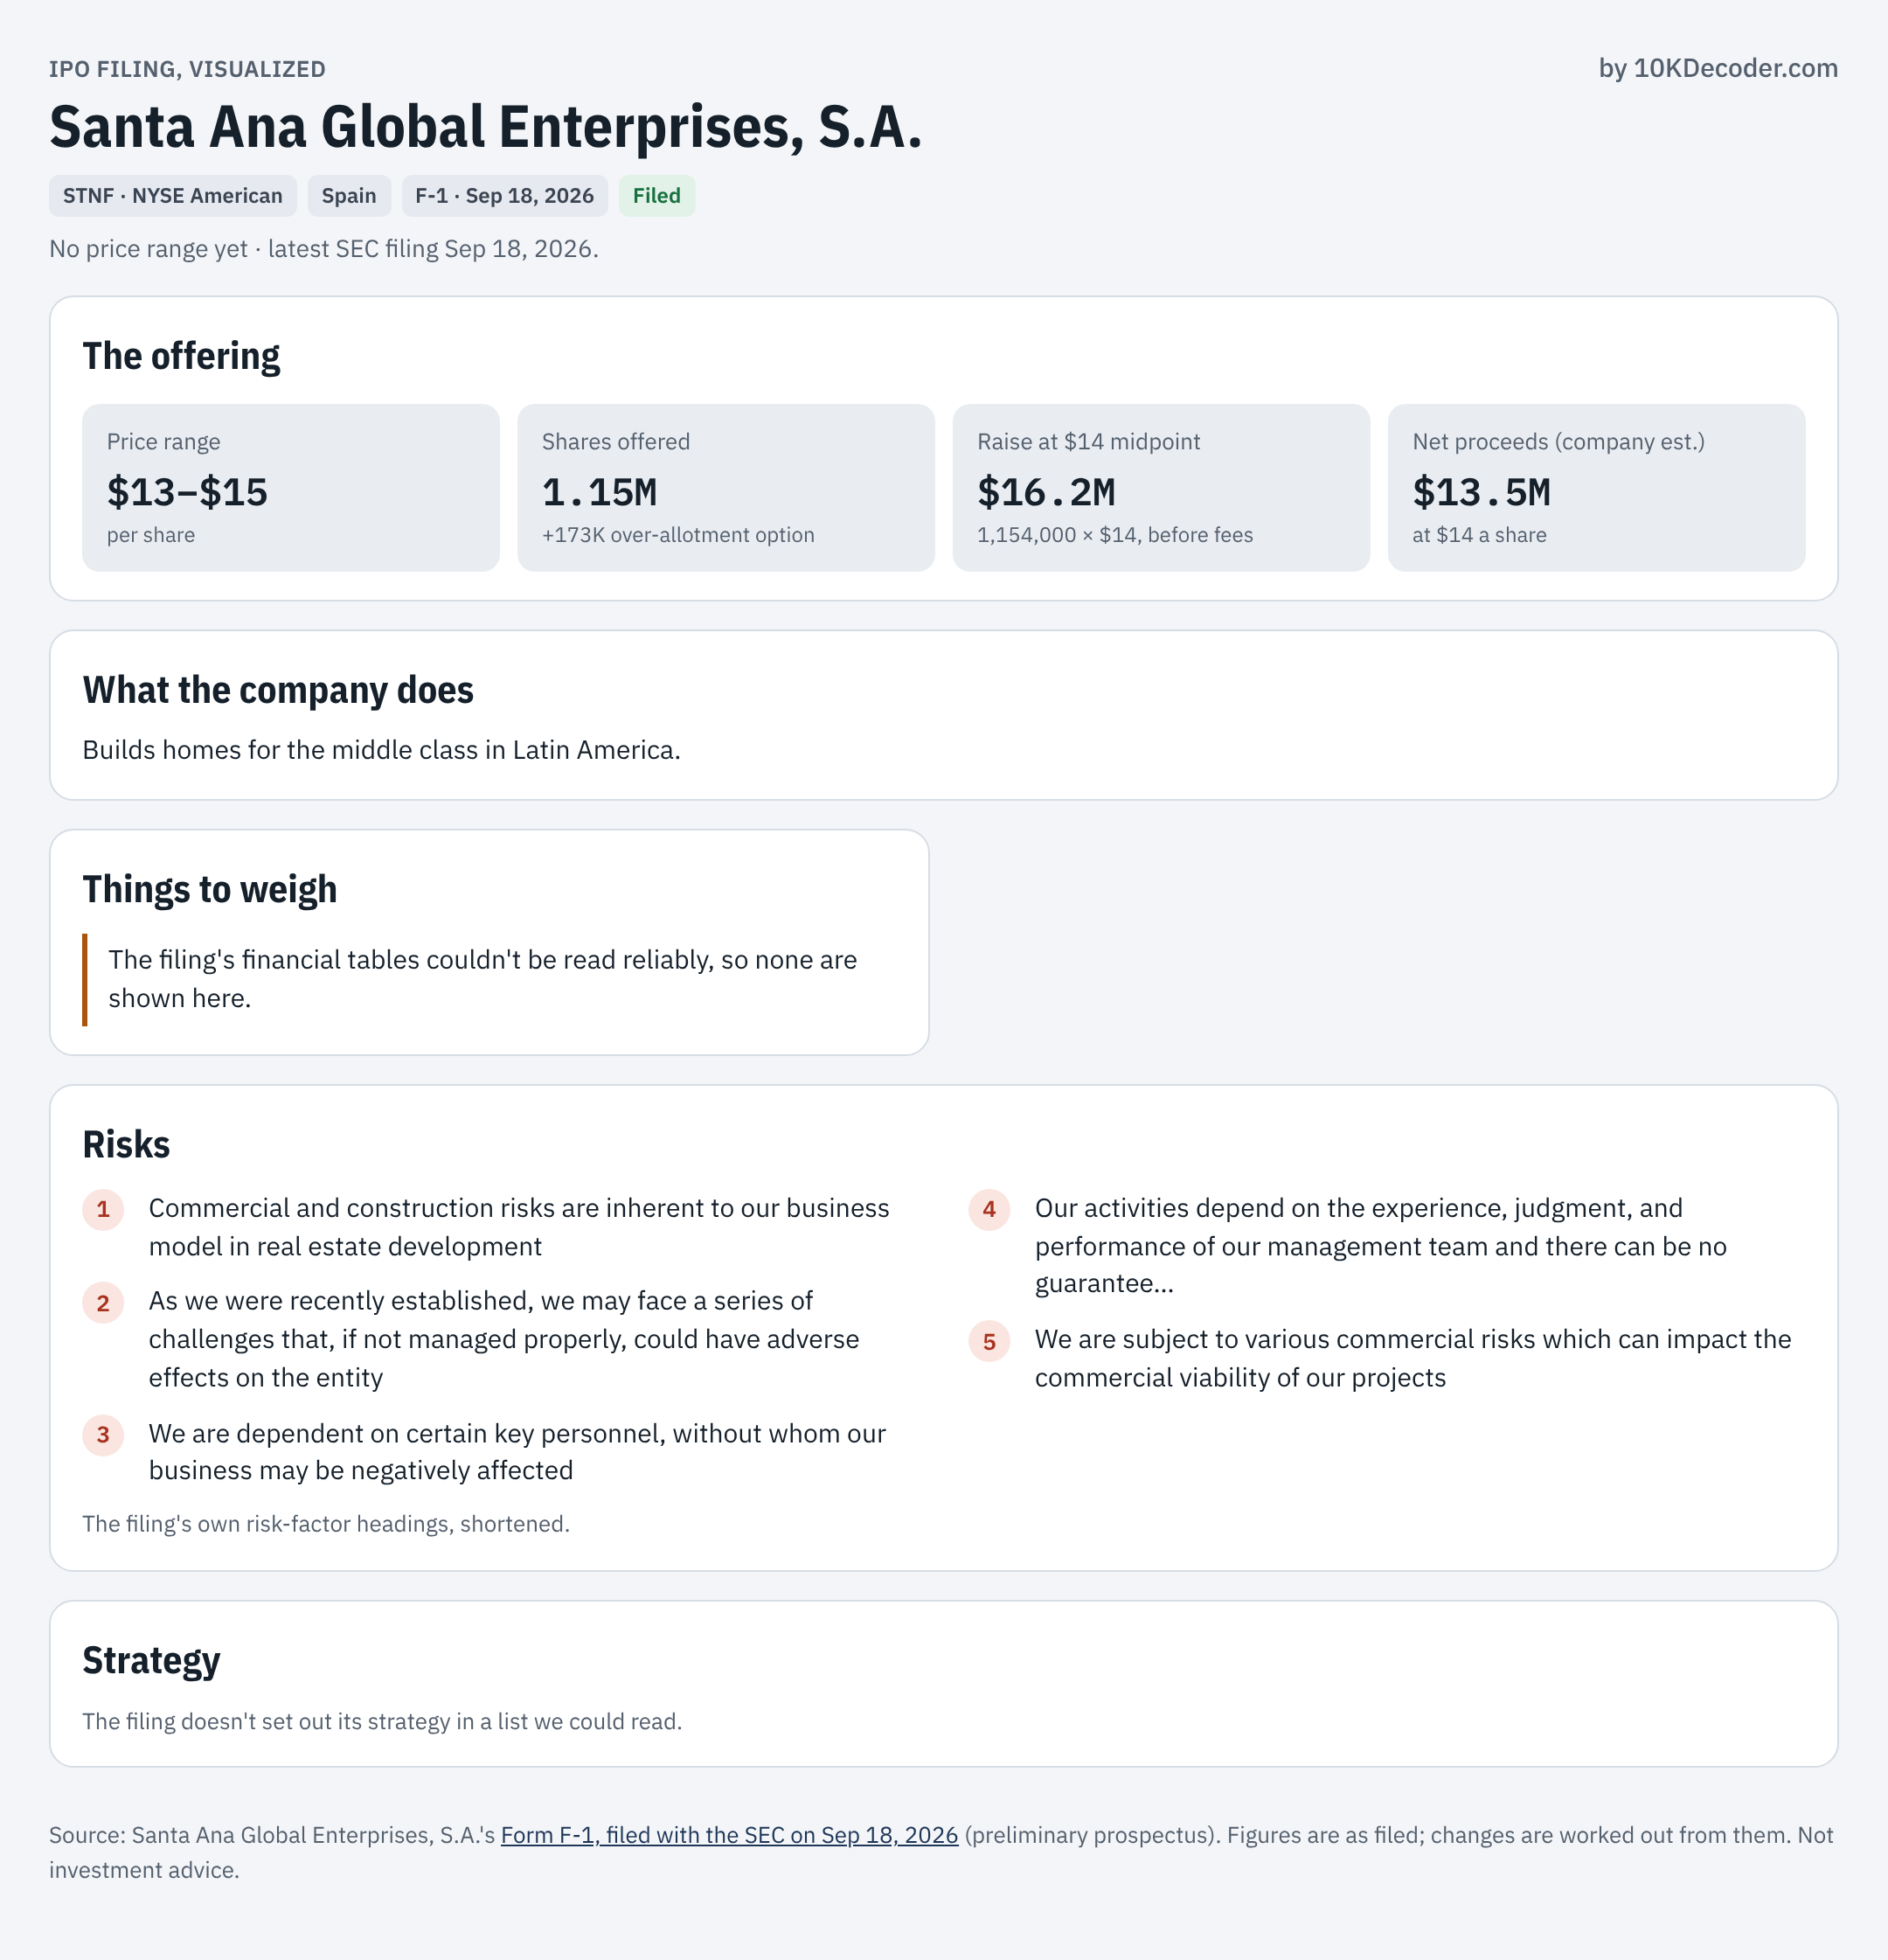 IPO FILING, VISUALIZED
by 10KDecoder.com
Santa Ana Global Enterprises, S.A.
STNF · NYSE American
Spain
F-1 · Sep 18, 2026
Filed
No price range yet · latest SEC filing Sep 18, 2026.
The offering
Price range
$13–$15
per share
Shares offered
1.15M
+173K over-allotment option
Raise at $14 midpoint
$16.2M
1,154,000 × $14, before fees
Net proceeds (company est.)
$13.5M
at $14 a share
What the company does
Builds homes for the middle class in Latin America.
Things to weigh
The filing's financial tables couldn't be read reliably, so none are
shown here.
Risks
1
Commercial and construction risks are inherent to our business
model in real estate development
2
As we were recently established, we may face a series of
challenges that, if not managed properly, could have adverse
effects on the entity
3
We are dependent on certain key personnel, without whom our
business may be negatively affected
4
Our activities depend on the experience, judgment, and
performance of our management team and there can be no
guarantee…
5
We are subject to various commercial risks which can impact the
commercial viability of our projects
The filing's own risk-factor headings, shortened.
Strategy
The filing doesn't set out its strategy in a list we could read.
Source: Santa Ana Global Enterprises, S.A.'s Form F-1, filed with the SEC on Sep 18, 2026 (preliminary prospectus). Figures are as filed; changes are worked out from them. Not
investment advice.